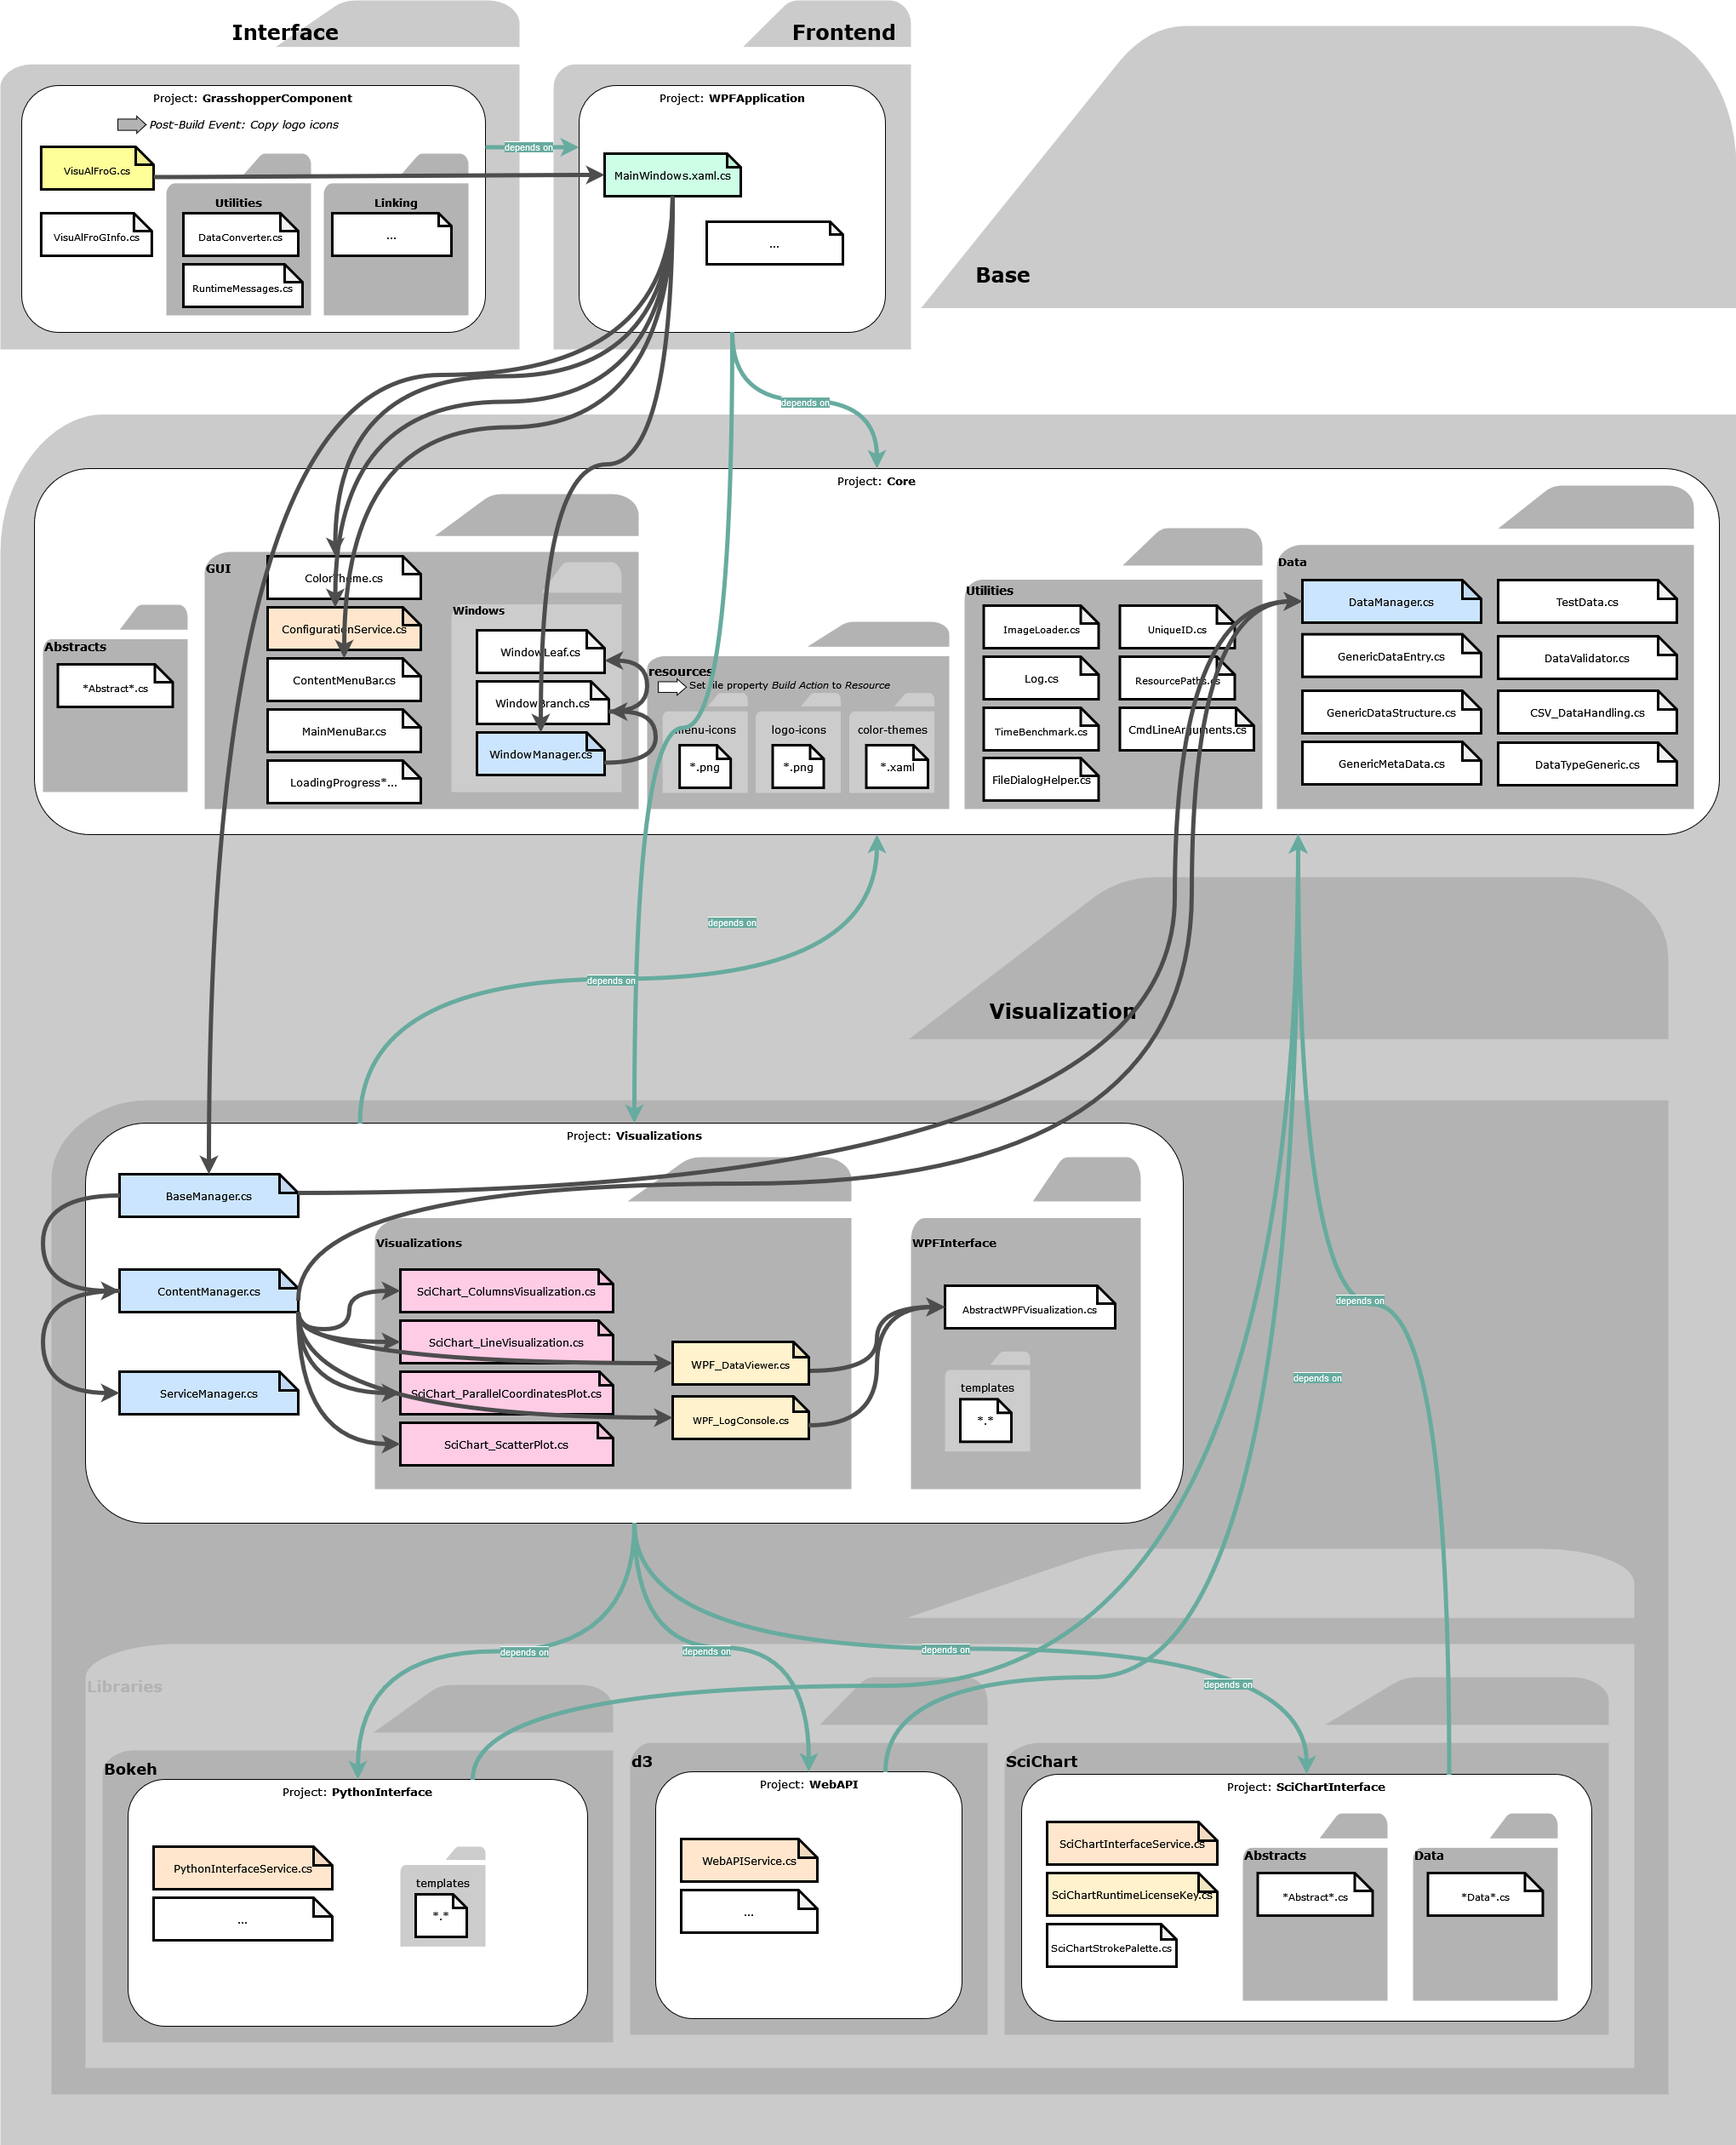 Interface
Frontend
Base
Project: GrasshopperComponent
Post-Build Event: Copy logo icons
VisuAlFroG.cs
VisuAlFroGInfo.cs
Utilities
DataConverter.cs
RuntimeMessages.cs
Linking
...
depends on
Project: WPFApplication
MainWindows.xaml.cs
...
depends on
Project: Core
Abstracts
*Abstract*.cs
GUI
ColorTheme.cs
ConfigurationService.cs
ContentMenuBar.cs
MainMenuBar.cs
LoadingProgress*...
Windows
WindowLeaf.cs
WindowBranch.cs
WindowManager.cs
resources
Set file property Build Action to Resource
menu-icons
*.png
logo-icons
*.png
color-themes
*.xaml
Utilities
ImageLoader.cs
UniqueID.cs
Log.cs
ResourcePaths.cs
TimeBenchmark.cs
CmdLineArguments.cs
FileDialogHelper.cs
Data
DataManager.cs
TestData.cs
GenericDataEntry.cs
DataValidator.cs
GenericDataStructure.cs
CSV_DataHandling.cs
GenericMetaData.cs
DataTypeGeneric.cs
depends on
depends on
Visualization
Project: Visualizations
BaseManager.cs
ContentManager.cs
ServiceManager.cs
Visualizations
SciChart_ColumnsVisualization.cs
SciChart_LineVisualization.cs
SciChart_ParallelCoordinatesPlot.cs
SciChart_ScatterPlot.cs
WPF_DataViewer.cs
WPF_LogConsole.cs
WPFInterface
AbstractWPFVisualization.cs
templates
*.*
depends on
depends on
depends on
depends on
depends on
depends on
Libraries
Bokeh
Project: PythonInterface
PythonInterfaceService.cs
...
templates
*.*
d3
Project: WebAPI
WebAPIService.cs
...
SciChart
Project: SciChartInterface
SciChartInterfaceService.cs
SciChartRuntimeLicenseKey.cs
SciChartStrokePalette.cs
Abstracts
*Abstract*.cs
Data
*Data*.cs